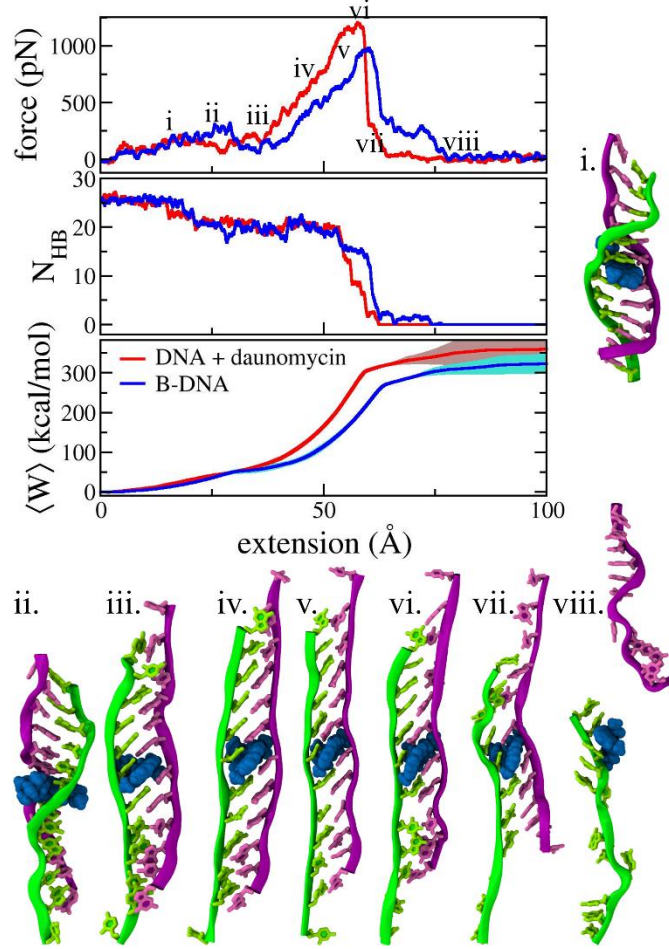 force (pN)
1000
500
0
i
ii
iii
iv
v
vi
vii
viii
i.
N_HB
30
20
10
0
⟨W⟩ (kcal/mol)
300
200
100
0
DNA + daunomycin
B-DNA
0
50
100
extension (Å)
ii.
iii.
iv.
v.
vi.
vii.
viii.